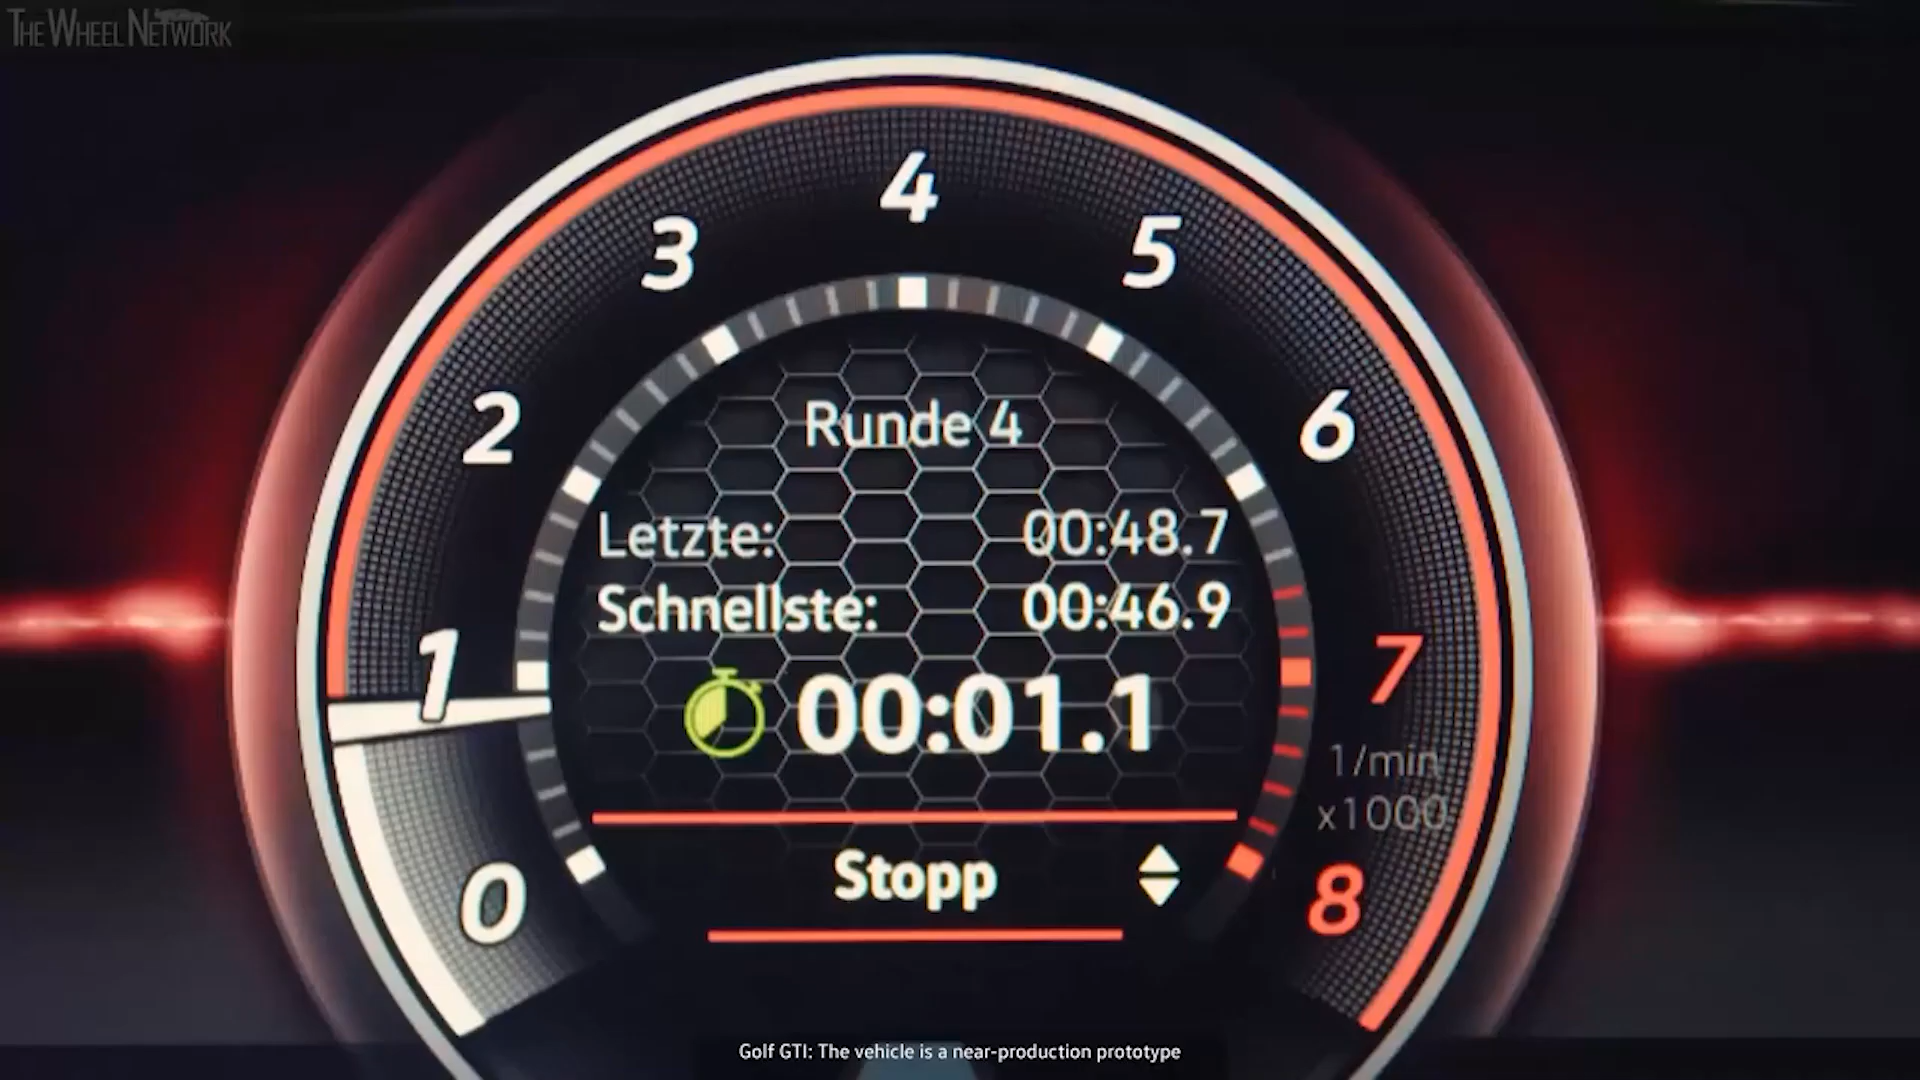 THE WHEEL NETWORK
4
3
5
2
6
Runde 4
Letzte: 00:48.7
Schnellste: 00:46.9
1
7
00:01.1
1/min
x1000
Stopp
0
8
Golf GTI: The vehicle is a near-production prototype